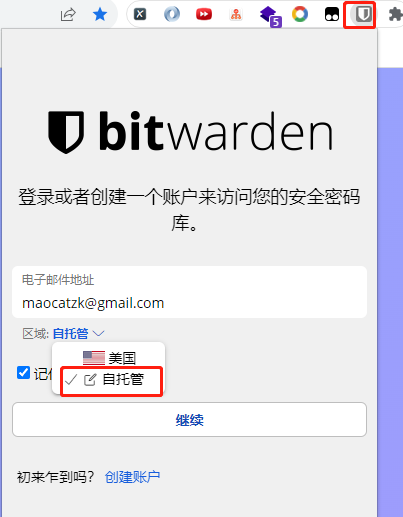 5
bitwarden
登录或者创建一个账户来访问您的安全密码
库。
电子邮件地址
maocatzk@gmail.com
区域: 自托管
美国
自托管
记住
继续
初来乍到吗? 创建账户